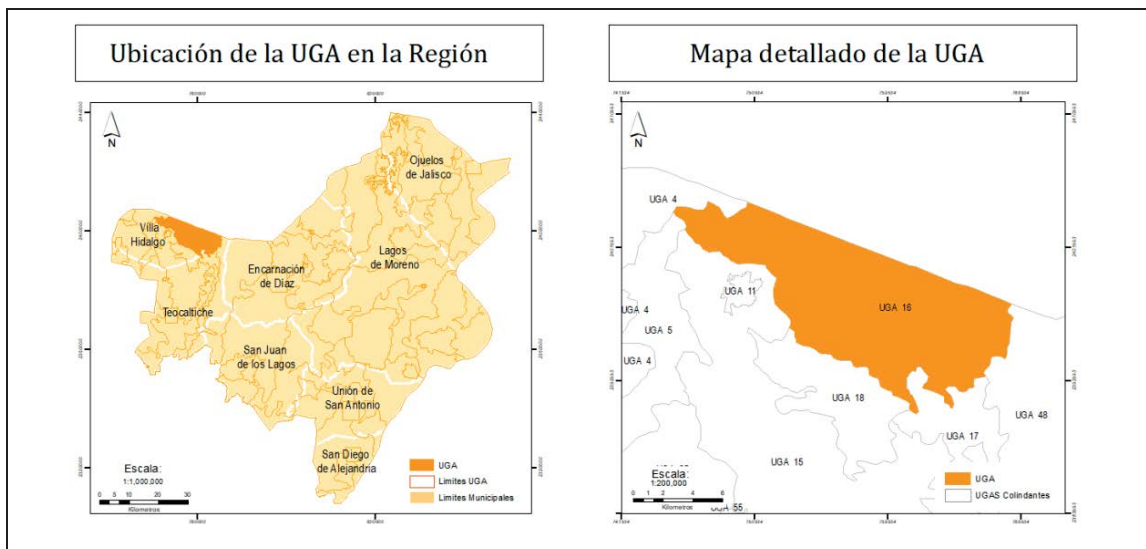 Ubicación de la UGA en la Región
N
Ojuelos
de Jalisco
Villa
Hidalgo
Lagos
de Moreno
Encarnación
de Díaz
Teocaltiche
San Juan
de los Lagos
Unión de
San Antonio
San Diego
de Alejandria
Escala:
1:1,000,000
0 5 10 20 30
Kilometros
UGA
Limites UGA
Limites Municipales
Mapa detallado de la UGA
N
UGA 4
UGA 11
UGA 16
UGA 4
UGA 5
UGA 4
UGA 18
UGA 48
UGA 17
UGA 15
Escala:
1:200,000
0 1 2 4 6
Kilometros
UGA 55
UGA
UGAS Colindantes